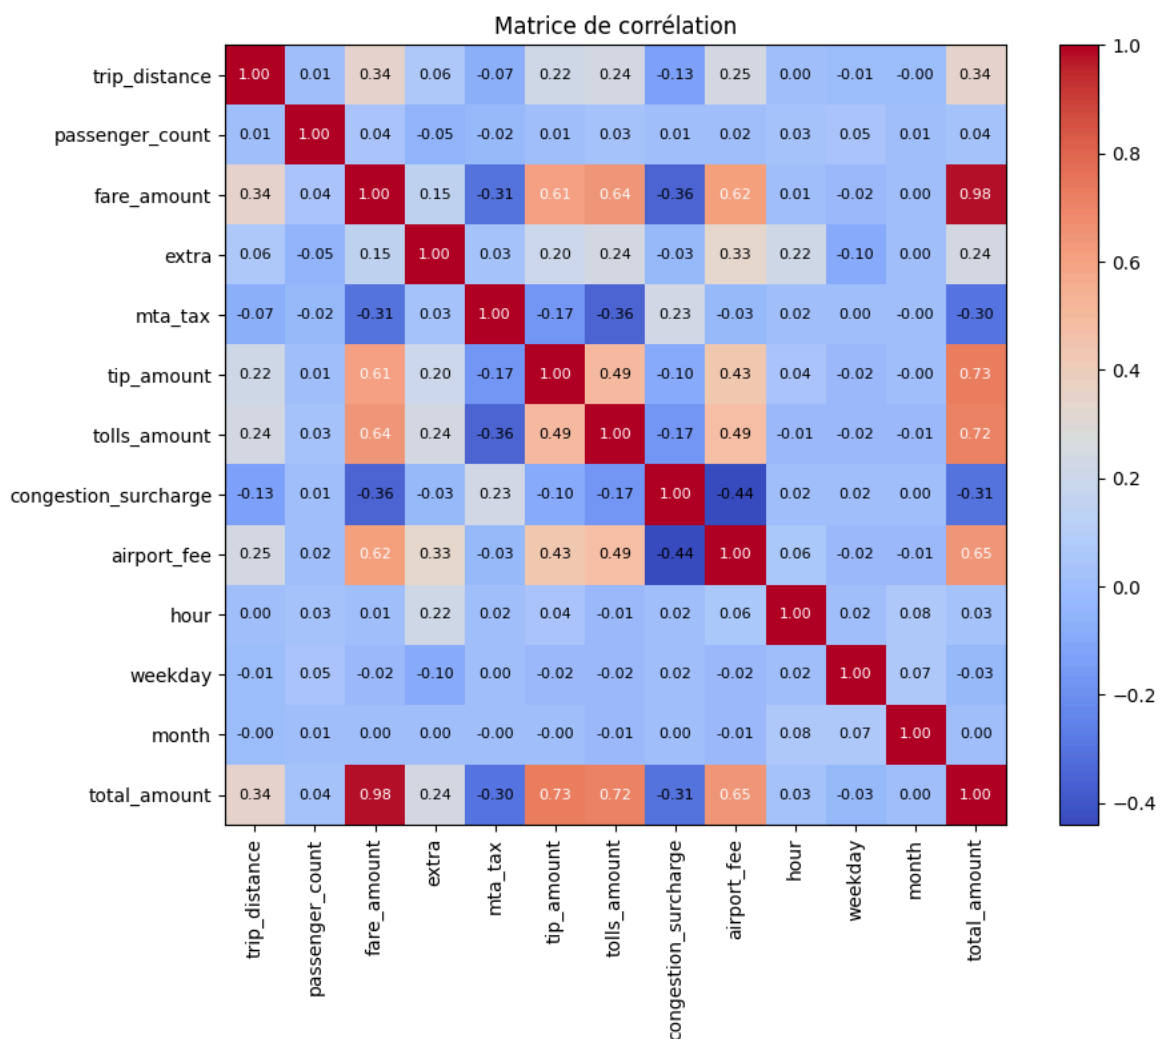 Matrice de corrélation
trip_distance 1.00 0.01 0.34 0.06 -0.07 0.22 0.24 -0.13 0.25 0.00 -0.01 -0.00 0.34
passenger_count 0.01 1.00 0.04 -0.05 -0.02 0.01 0.03 0.01 0.02 0.03 0.05 0.01 0.04
fare_amount 0.34 0.04 1.00 0.15 -0.31 0.61 0.64 -0.36 0.62 0.01 -0.02 0.00 0.98
extra 0.06 -0.05 0.15 1.00 0.03 0.20 0.24 -0.03 0.33 0.22 -0.10 0.00 0.24
mta_tax -0.07 -0.02 -0.31 0.03 1.00 -0.17 -0.36 0.23 -0.03 0.02 0.00 -0.00 -0.30
tip_amount 0.22 0.01 0.61 0.20 -0.17 1.00 0.49 -0.10 0.43 0.04 -0.02 -0.00 0.73
tolls_amount 0.24 0.03 0.64 0.24 -0.36 0.49 1.00 -0.17 0.49 -0.01 -0.02 -0.01 0.72
congestion_surcharge -0.13 0.01 -0.36 -0.03 0.23 -0.10 -0.17 1.00 -0.44 0.02 0.02 0.00 -0.31
airport_fee 0.25 0.02 0.62 0.33 -0.03 0.43 0.49 -0.44 1.00 0.06 -0.02 -0.01 0.65
hour 0.00 0.03 0.01 0.22 0.02 0.04 -0.01 0.02 0.06 1.00 0.02 0.08 0.03
weekday -0.01 0.05 -0.02 -0.10 0.00 -0.02 -0.02 0.02 -0.02 0.02 1.00 0.07 -0.03
month -0.00 0.01 0.00 0.00 -0.00 -0.00 -0.01 0.00 -0.01 0.08 0.07 1.00 0.00
total_amount 0.34 0.04 0.98 0.24 -0.30 0.73 0.72 -0.31 0.65 0.03 -0.03 0.00 1.00
trip_distance
passenger_count
fare_amount
extra
mta_tax
tip_amount
tolls_amount
congestion_surcharge
airport_fee
hour
weekday
month
total_amount
1.0
0.8
0.6
0.4
0.2
0.0
−0.2
−0.4